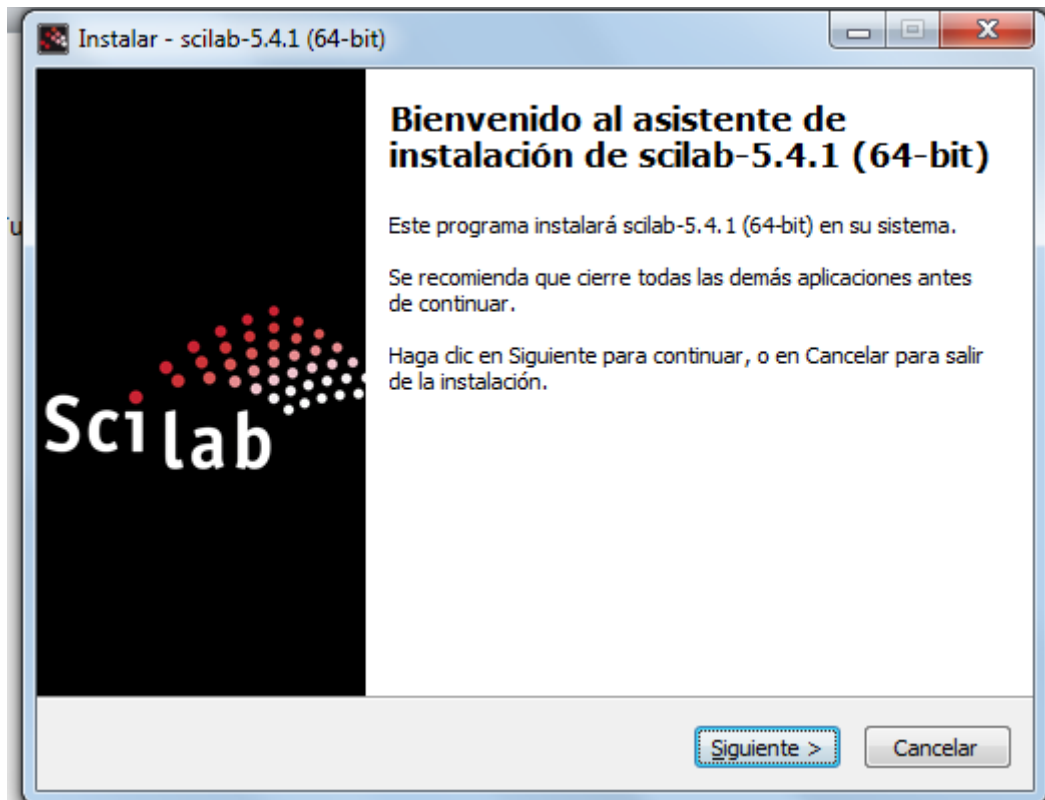 Instalar - scilab-5.4.1 (64-bit)
Bienvenido al asistente de
instalación de scilab-5.4.1 (64-bit)
Este programa instalará scilab-5.4.1 (64-bit) en su sistema.
Se recomienda que cierre todas las demás aplicaciones antes
de continuar.
Haga clic en Siguiente para continuar, o en Cancelar para salir
de la instalación.
Scilab
Siguiente >
Cancelar